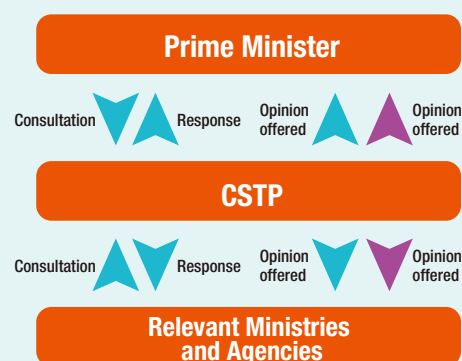 Prime Minister
Consultation
Response
Opinion
offered
Opinion
offered
CSTP
Consultation
Response
Opinion
offered
Opinion
offered
Relevant Ministries
and Agencies